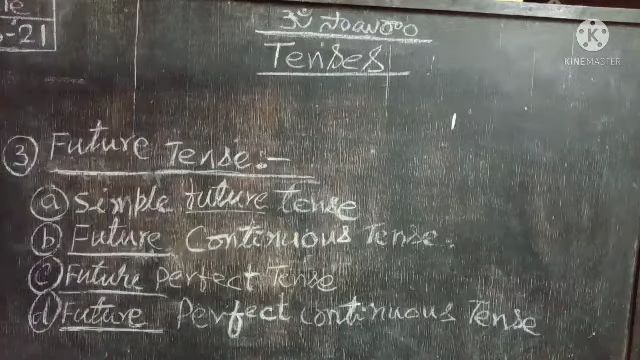 -21
ఓం సాయిరాం
Tenses
KINEMASTER
③ Future Tense:-
ⓐ Simple future tense
ⓑ Future Continuous Tense.
ⓒ Future perfect Tense
ⓓ Future Perfect continuous Tense